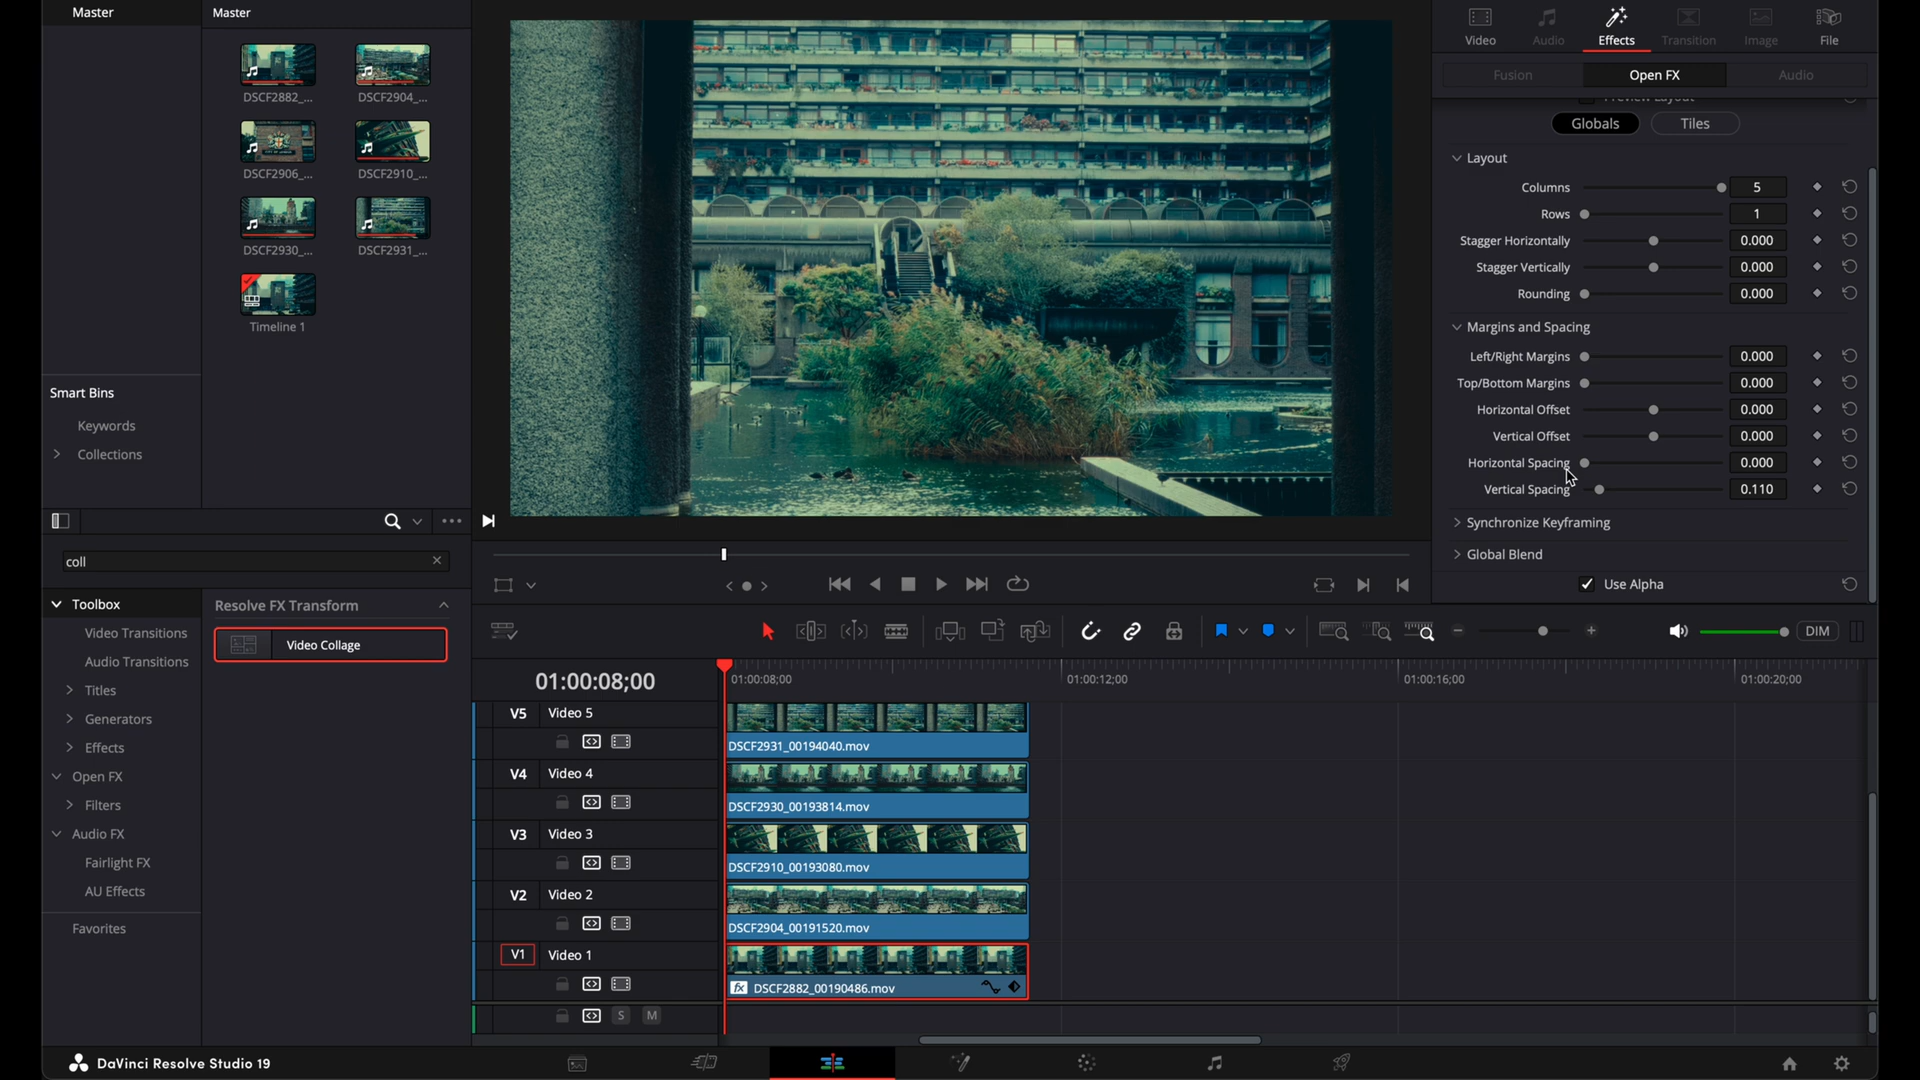 Master
Master
DSCF2882_...
DSCF2904_...
DSCF2906_...
DSCF2910_...
DSCF2930_...
DSCF2931_...
Timeline 1
Smart Bins
Keywords
Collections
coll
Toolbox
Video Transitions
Audio Transitions
Titles
Generators
Effects
Open FX
Filters
Audio FX
Fairlight FX
AU Effects
Favorites
Resolve FX Transform
Video Collage
Video
Audio
Effects
Transition
Image
File
Fusion
Open FX
Audio
Preview Layout
Globals
Tiles
Layout
Columns 5
Rows 1
Stagger Horizontally 0.000
Stagger Vertically 0.000
Rounding 0.000
Margins and Spacing
Left/Right Margins 0.000
Top/Bottom Margins 0.000
Horizontal Offset 0.000
Vertical Offset 0.000
Horizontal Spacing 0.000
Vertical Spacing 0.110
Synchronize Keyframing
Global Blend
Use Alpha
DIM
01:00:08;00
01:00:08;00
01:00:12;00
01:00:16;00
01:00:20;00
V5 Video 5
DSCF2931_00194040.mov
V4 Video 4
DSCF2930_00193814.mov
V3 Video 3
DSCF2910_00193080.mov
V2 Video 2
DSCF2904_00191520.mov
V1 Video 1
fx DSCF2882_00190486.mov
S M
DaVinci Resolve Studio 19